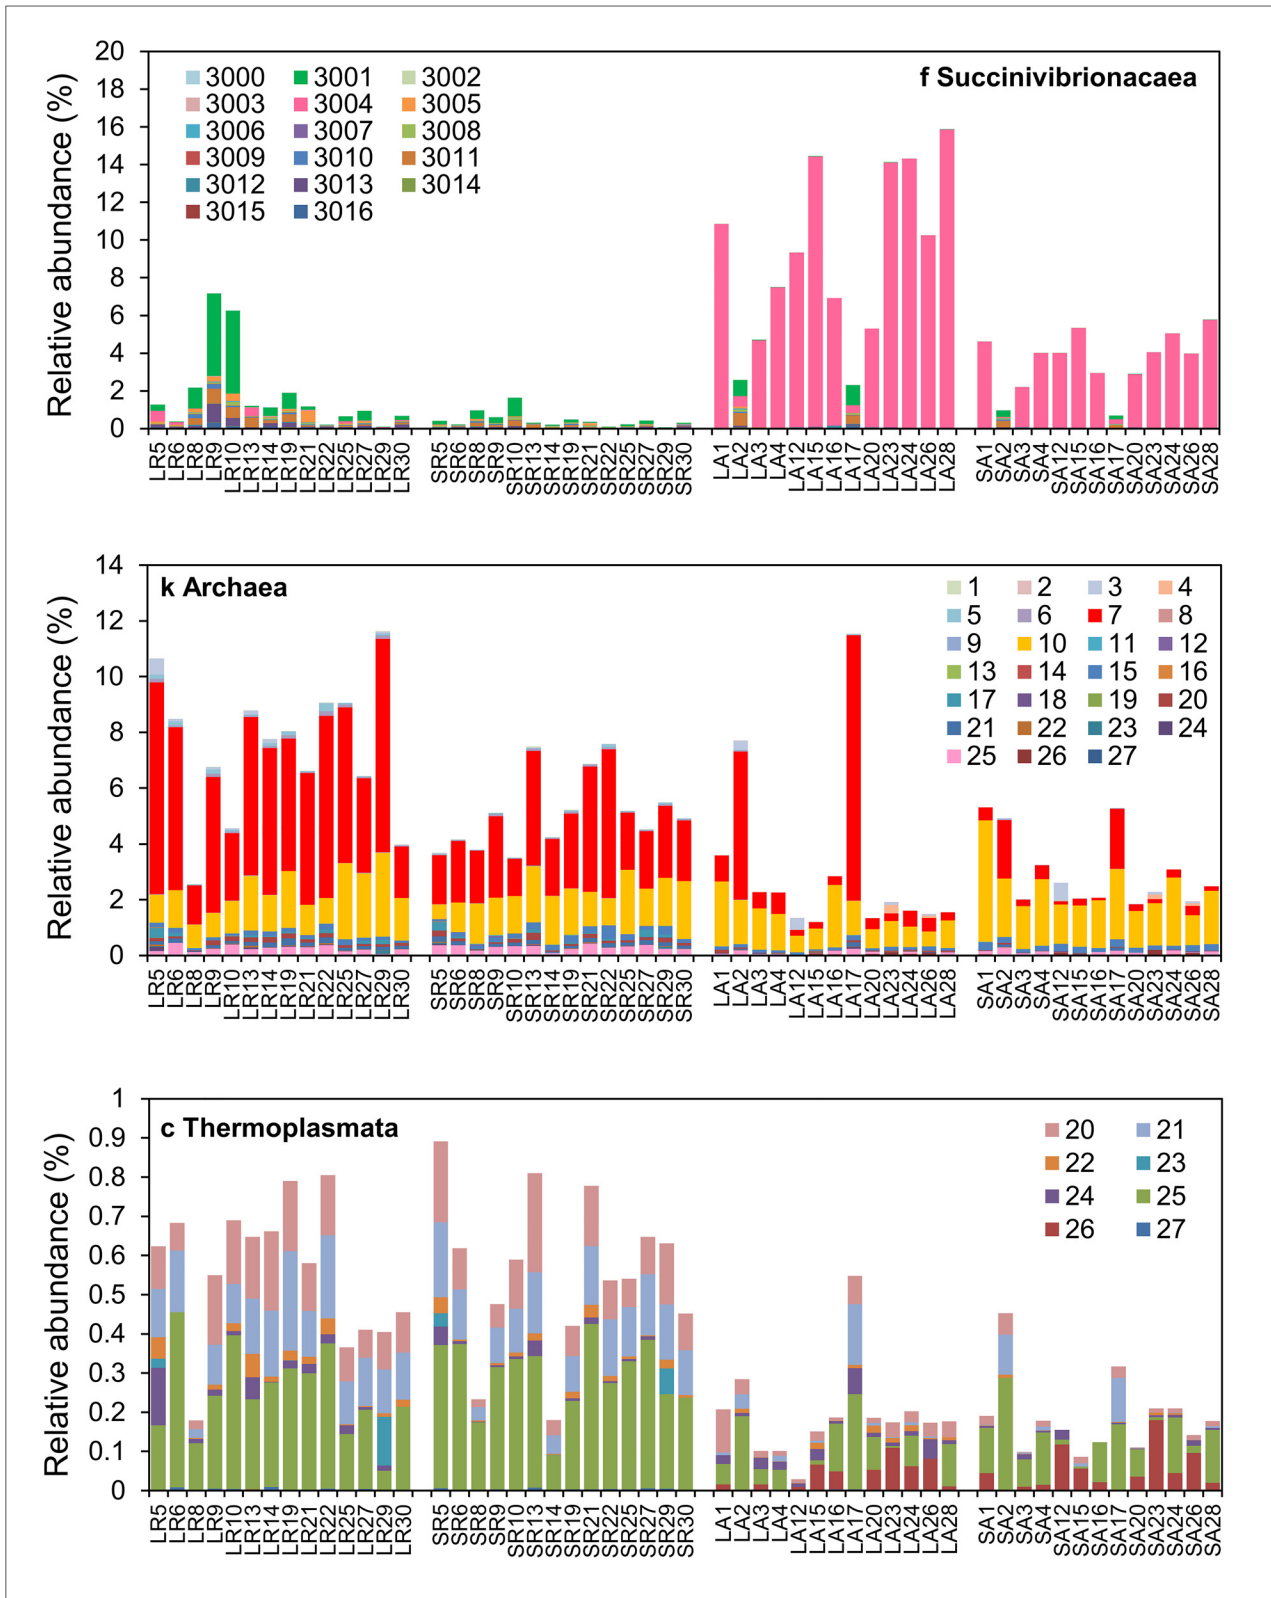 20
18
16
14
12
10
8
6
4
2
0
Relative abundance (%)
f Succinivibrionacaea
3000 3001 3002
3003 3004 3005
3006 3007 3008
3009 3010 3011
3012 3013 3014
3015 3016
LR5 LR6 LR8 LR9 LR10 LR13 LR14 LR19 LR21 LR22 LR25 LR27 LR29 LR30 SR5 SR6 SR8 SR9 SR10 SR13 SR14 SR19 SR21 SR22 SR25 SR27 SR29 SR30 LA1 LA2 LA3 LA4 LA12 LA15 LA16 LA17 LA20 LA23 LA24 LA26 LA28 SA1 SA2 SA3 SA4 SA12 SA15 SA16 SA17 SA20 SA23 SA24 SA26 SA28
14
12
10
8
6
4
2
0
Relative abundance (%)
k Archaea
1 2 3 4
5 6 7 8
9 10 11 12
13 14 15 16
17 18 19 20
21 22 23 24
25 26 27
LR5 LR6 LR8 LR9 LR10 LR13 LR14 LR19 LR21 LR22 LR25 LR27 LR29 LR30 SR5 SR6 SR8 SR9 SR10 SR13 SR14 SR19 SR21 SR22 SR25 SR27 SR29 SR30 LA1 LA2 LA3 LA4 LA12 LA15 LA16 LA17 LA20 LA23 LA24 LA26 LA28 SA1 SA2 SA3 SA4 SA12 SA15 SA16 SA17 SA20 SA23 SA24 SA26 SA28
1
0.9
0.8
0.7
0.6
0.5
0.4
0.3
0.2
0.1
0
Relative abundance (%)
c Thermoplasmata
20 21
22 23
24 25
26 27
LR5 LR6 LR8 LR9 LR10 LR13 LR14 LR19 LR21 LR22 LR25 LR27 LR29 LR30 SR5 SR6 SR8 SR9 SR10 SR13 SR14 SR19 SR21 SR22 SR25 SR27 SR29 SR30 LA1 LA2 LA3 LA4 LA12 LA15 LA16 LA17 LA20 LA23 LA24 LA26 LA28 SA1 SA2 SA3 SA4 SA12 SA15 SA16 SA17 SA20 SA23 SA24 SA26 SA28